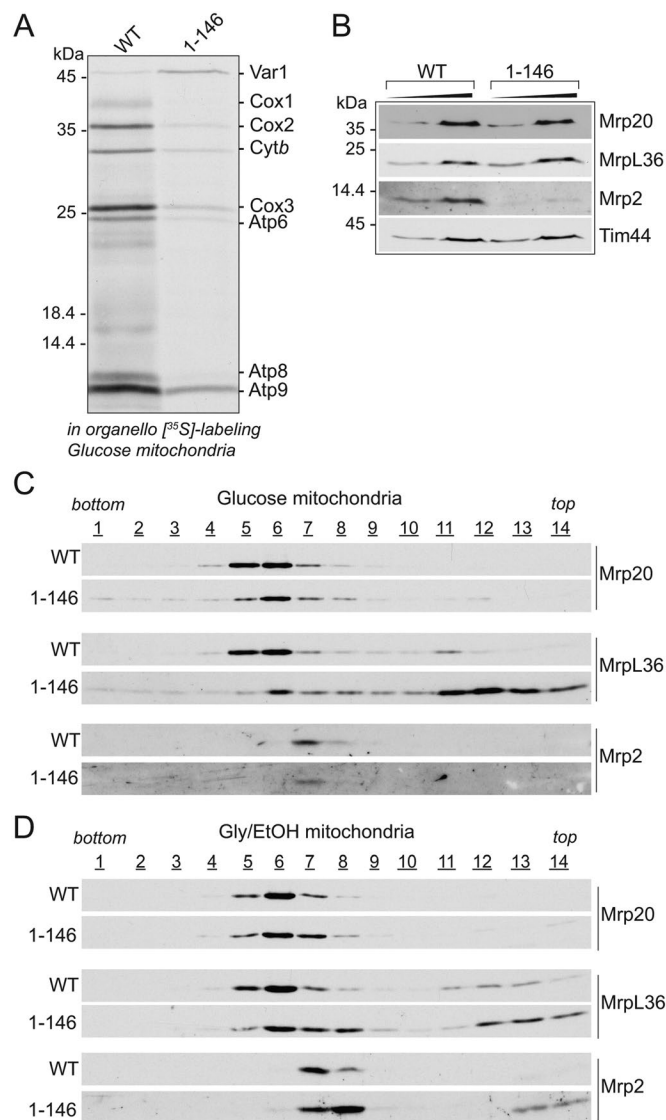 A
WT 1-146
kDa
45 Var1
Cox1
35 Cox2
Cytb
Cox3
25 Atp6
18.4
14.4
Atp8
Atp9
in organello [35S]-labeling
Glucose mitochondria
B
WT 1-146
kDa
35 Mrp20
25 MrpL36
14.4 Mrp2
45 Tim44
C
Glucose mitochondria
bottom top
1 2 3 4 5 6 7 8 9 10 11 12 13 14
WT
1-146 Mrp20
WT
1-146 MrpL36
WT
1-146 Mrp2
D
Gly/EtOH mitochondria
bottom top
1 2 3 4 5 6 7 8 9 10 11 12 13 14
WT
1-146 Mrp20
WT
1-146 MrpL36
WT
1-146 Mrp2